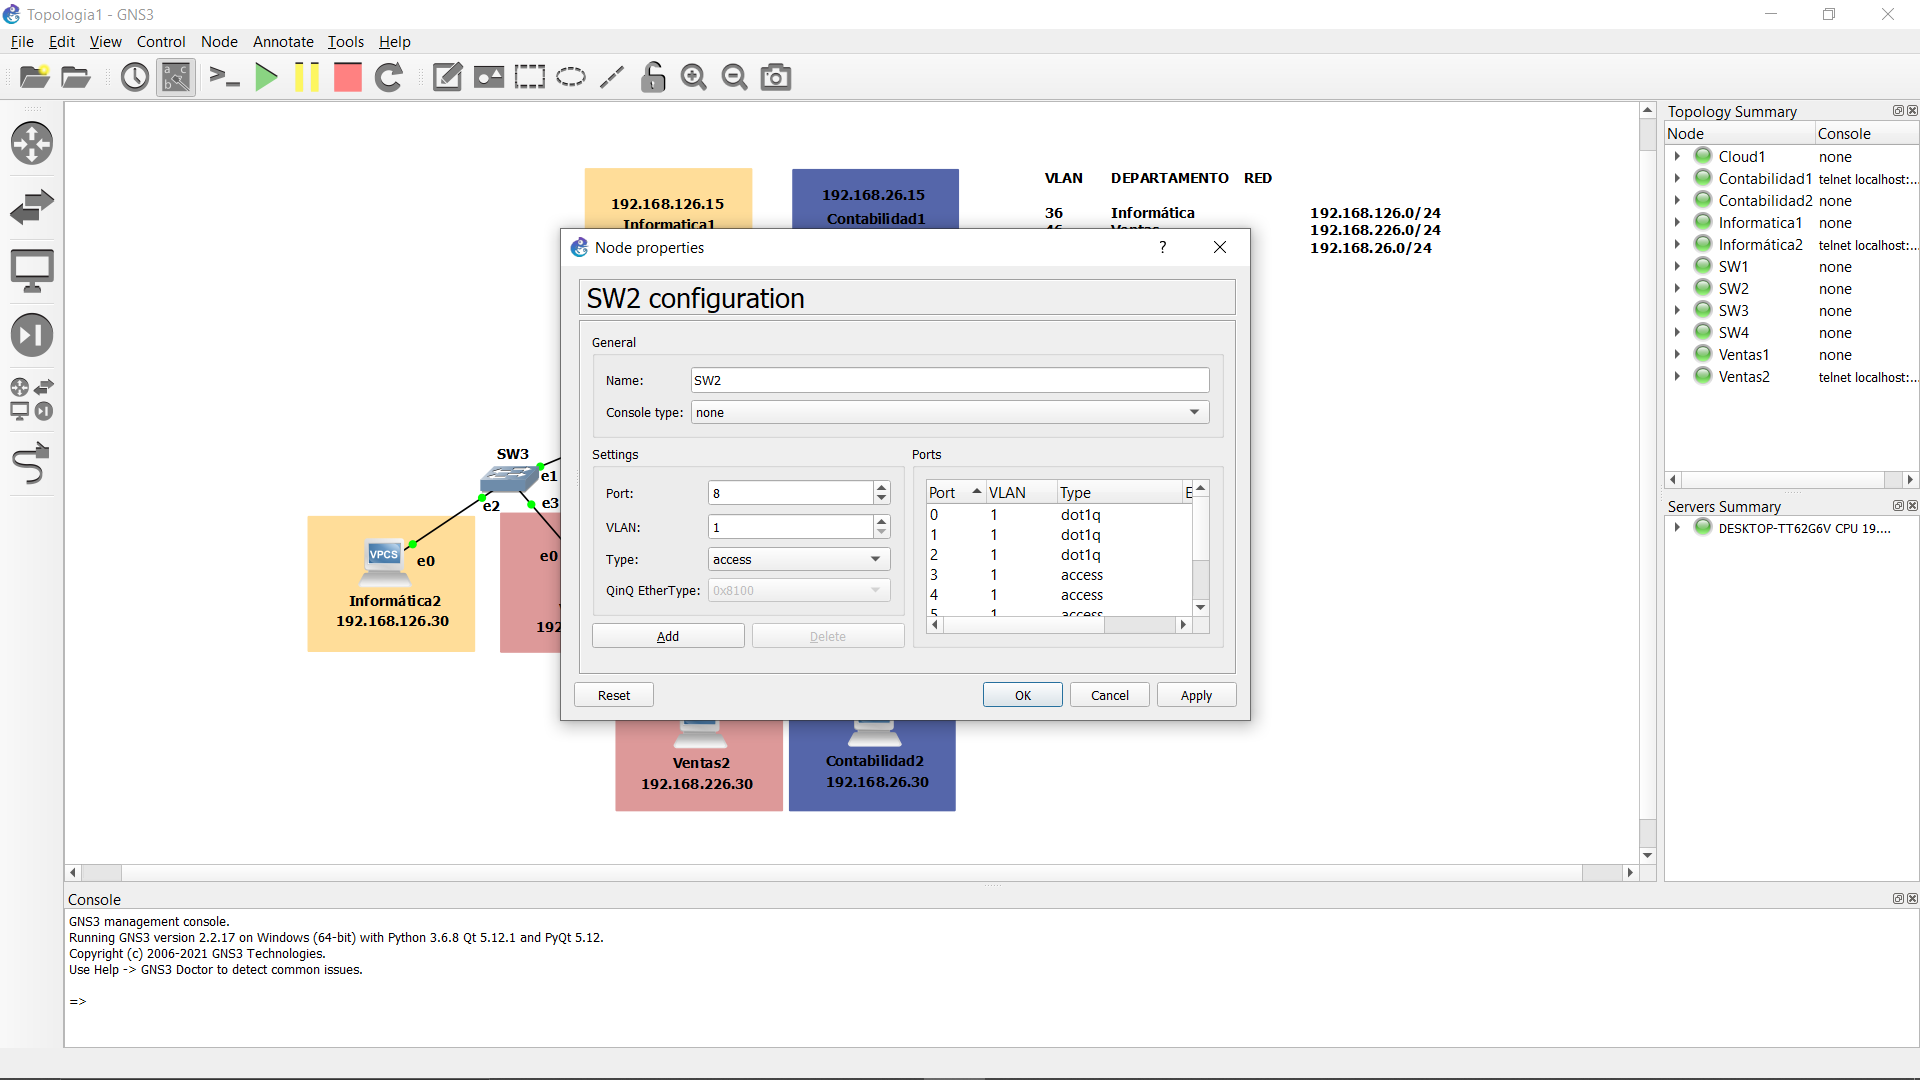 Topologia1 - GNS3
File Edit View Control Node Annotate Tools Help
192.168.126.15
Informatica1
192.168.26.15
Contabilidad1
VLAN DEPARTAMENTO RED
36 Informática 192.168.126.0/24
46 Ventas 192.168.226.0/24
192.168.26.0/24
Node properties
?
SW2 configuration
General
Name: SW2
Console type: none
Settings
Port: 8
VLAN: 1
Type: access
QinQ EtherType: 0x8100
Add Delete
Ports
Port VLAN Type E
0 1 dot1q
1 1 dot1q
2 1 dot1q
3 1 access
4 1 access
5 1 access
Reset OK Cancel Apply
SW3
e1
e2
e3
VPCS
e0
Informática2
192.168.126.30
e0
192
Ventas2
192.168.226.30
Contabilidad2
192.168.26.30
Topology Summary
Node Console
Cloud1 none
Contabilidad1 telnet localhost:...
Contabilidad2 none
Informatica1 none
Informática2 telnet localhost:...
SW1 none
SW2 none
SW3 none
SW4 none
Ventas1 none
Ventas2 telnet localhost:...
Servers Summary
DESKTOP-TT62G6V CPU 19....
Console
GNS3 management console.
Running GNS3 version 2.2.17 on Windows (64-bit) with Python 3.6.8 Qt 5.12.1 and PyQt 5.12.
Copyright (c) 2006-2021 GNS3 Technologies.
Use Help -> GNS3 Doctor to detect common issues.
=>